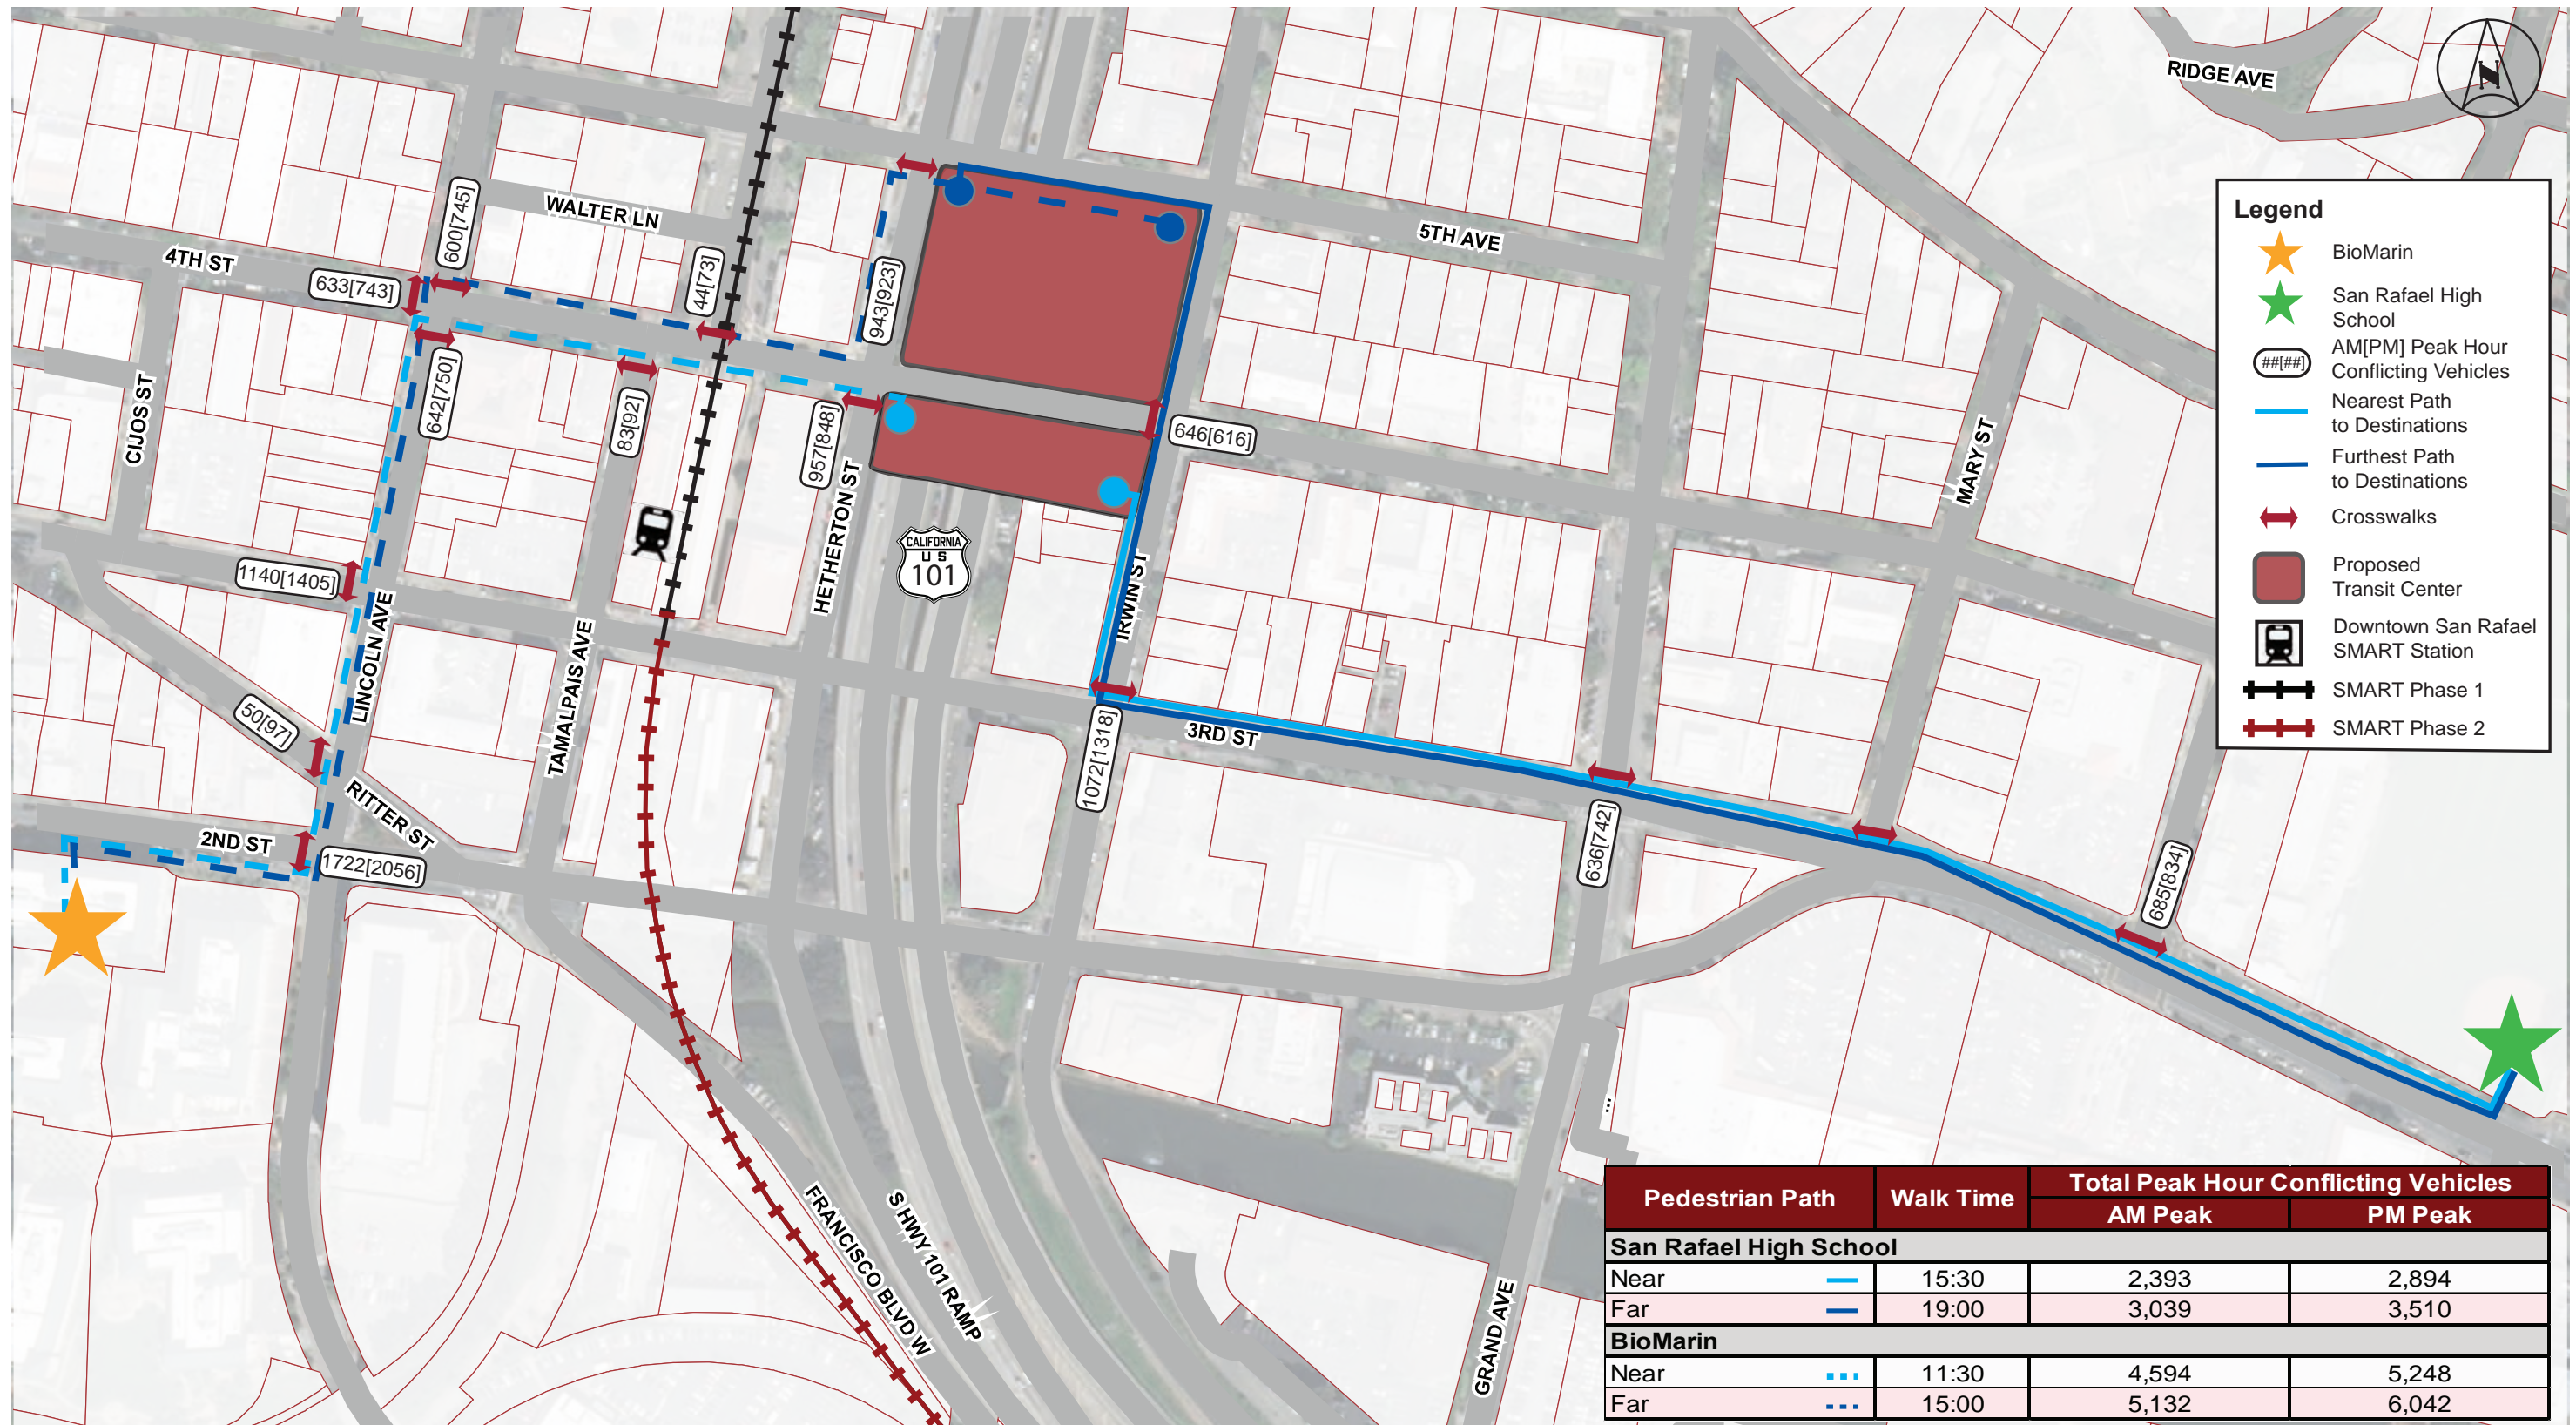 RIDGE AVE
N
WALTER LN
4TH ST
5TH AVE
600[745]
633[743]
44[73]
943[923]
642[750]
83[92]
957[848]
646[616]
CIJOS ST
MARY ST
HETHERTON ST
CALIFORNIA
U S
101
IRWIN ST
1140[1405]
LINCOLN AVE
TAMALPAIS AVE
50[97]
3RD ST
1072[1318]
RITTER ST
2ND ST
1722[2056]
636[742]
685[834]
FRANCISCO BLVD W
S HWY 101 RAMP
GRAND AVE
...
Legend
BioMarin
San Rafael High
School
##[##]
AM[PM] Peak Hour
Conflicting Vehicles
Nearest Path
to Destinations
Furthest Path
to Destinations
Crosswalks
Proposed
Transit Center
Downtown San Rafael
SMART Station
SMART Phase 1
SMART Phase 2
Pedestrian Path Walk Time Total Peak Hour Conflicting Vehicles
AM Peak PM Peak
San Rafael High School
Near 15:30 2,393 2,894
Far 19:00 3,039 3,510
BioMarin
Near 11:30 4,594 5,248
Far 15:00 5,132 6,042